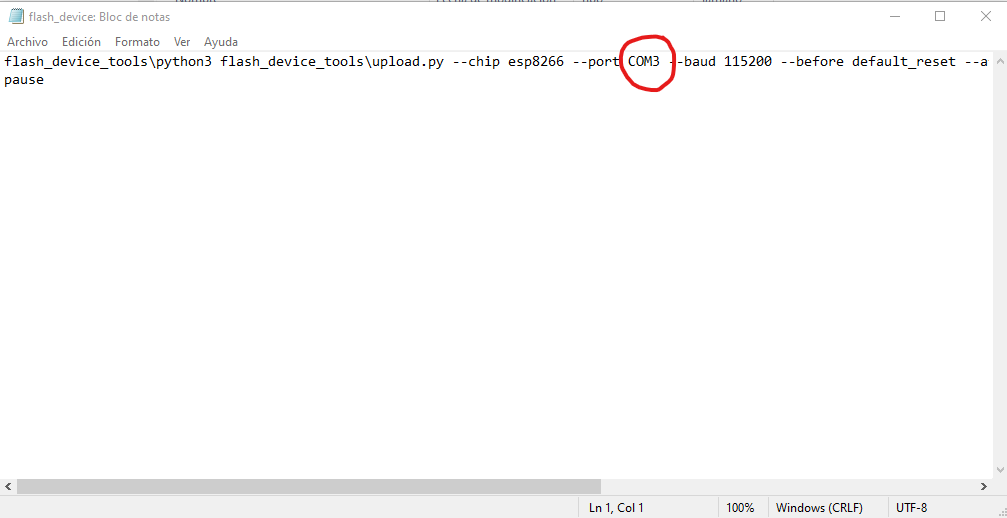 flash_device: Bloc de notas
Archivo Edición Formato Ver Ayuda
flash_device_tools\python3 flash_device_tools\upload.py --chip esp8266 --port COM3 --baud 115200 --before default_reset
pause
Ln 1, Col 1 100% Windows (CRLF) UTF-8